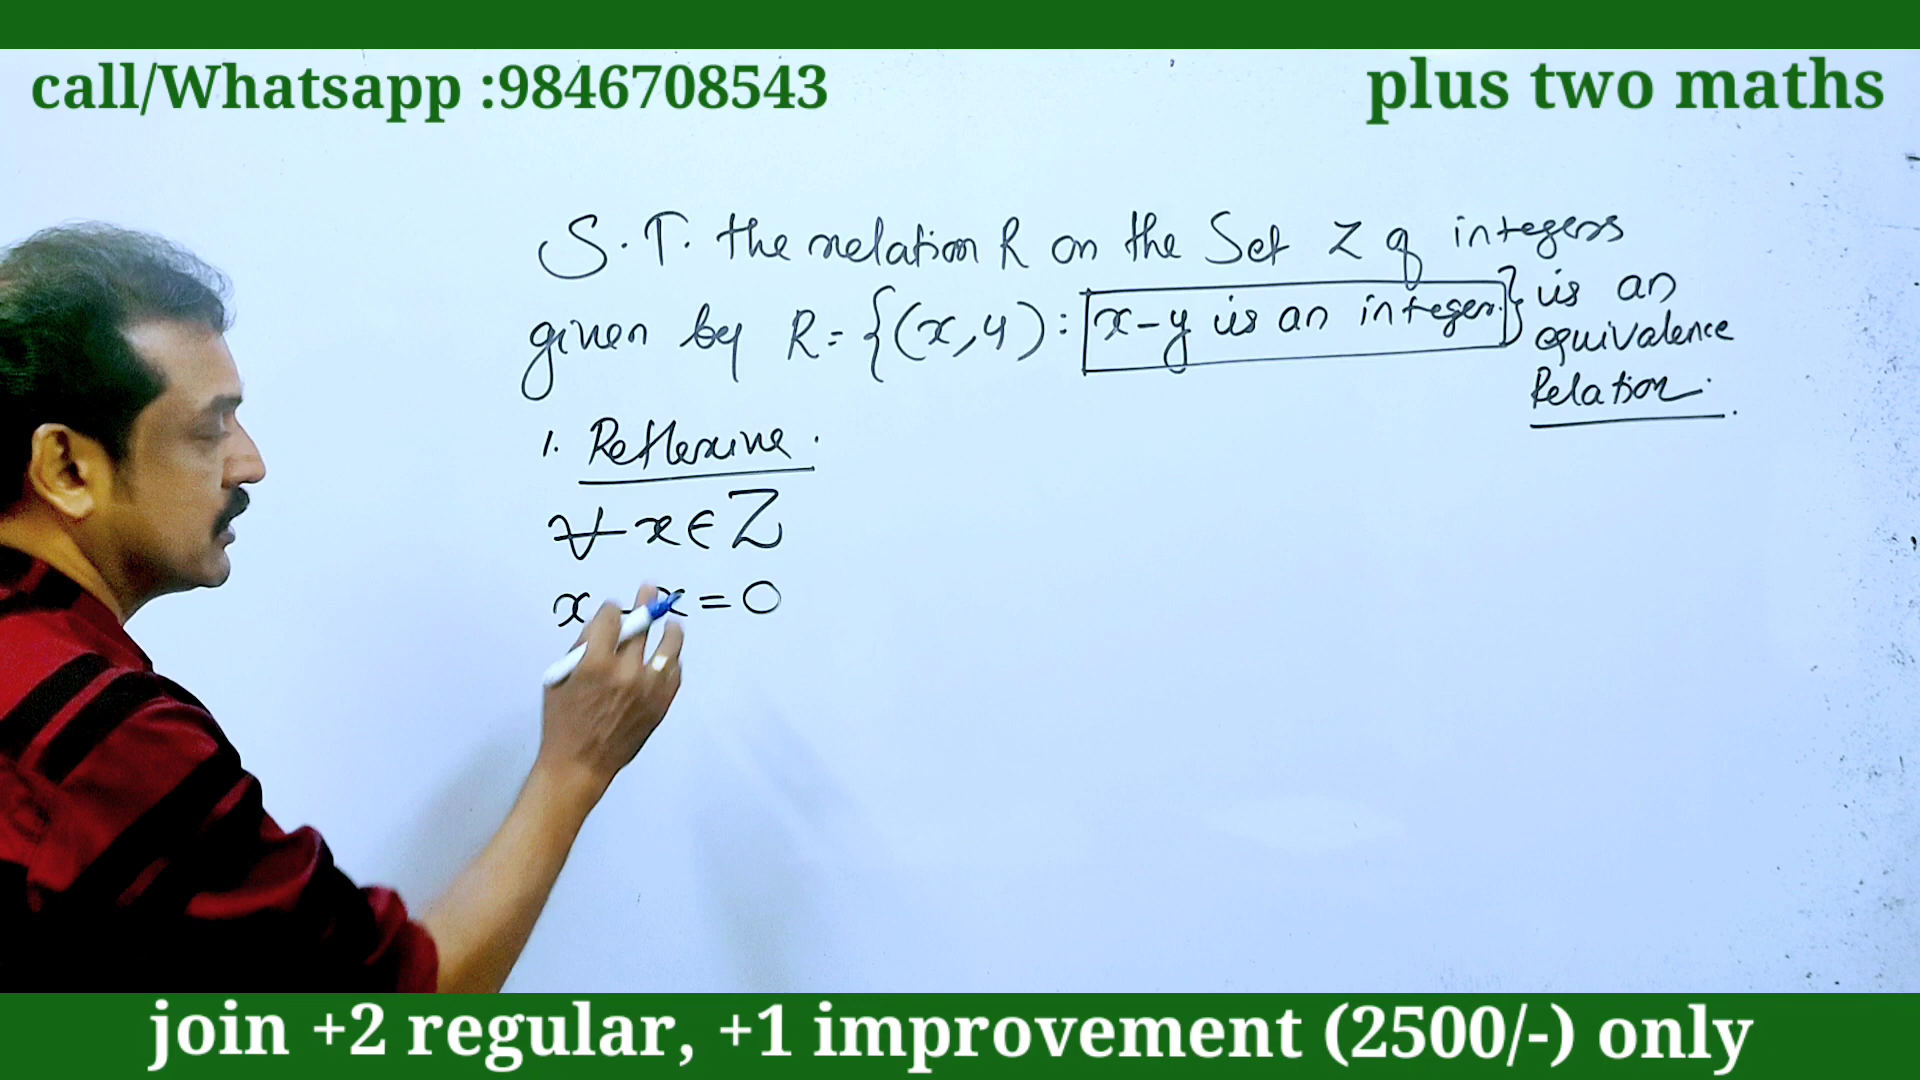 call/Whatsapp :9846708543
plus two maths
S.T. the relation R on the Set Z of integers
given by R = {(x,y) : x-y is an integer.} is an
equivalence
Relation.
1. Reflexive.
∀ x ∈ Z
x - x = 0
join +2 regular, +1 improvement (2500/-) only